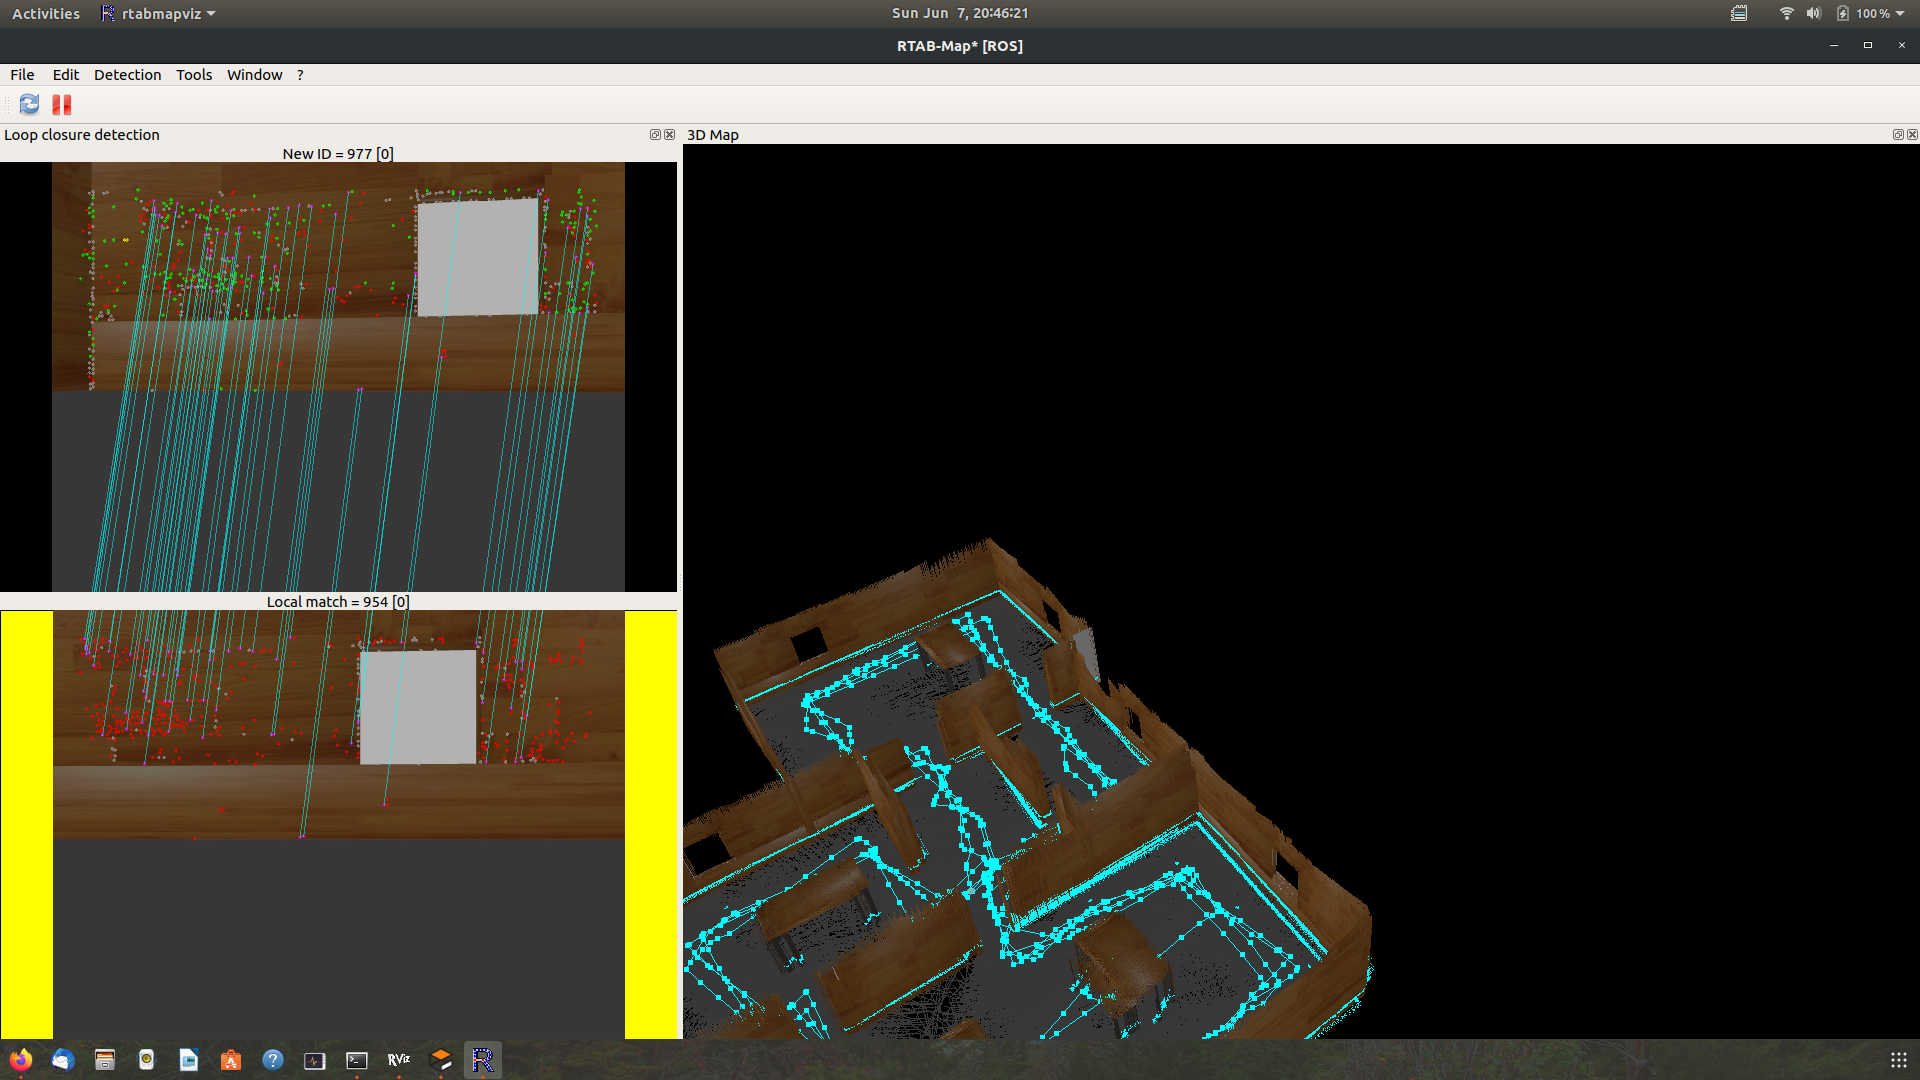 Activities rtabmapviz Sun Jun 7, 20:46:21 100 %
RTAB-Map* [ROS]
File Edit Detection Tools Window ?
Loop closure detection 3D Map
New ID = 977 [0]
Local match = 954 [0]
RViz R